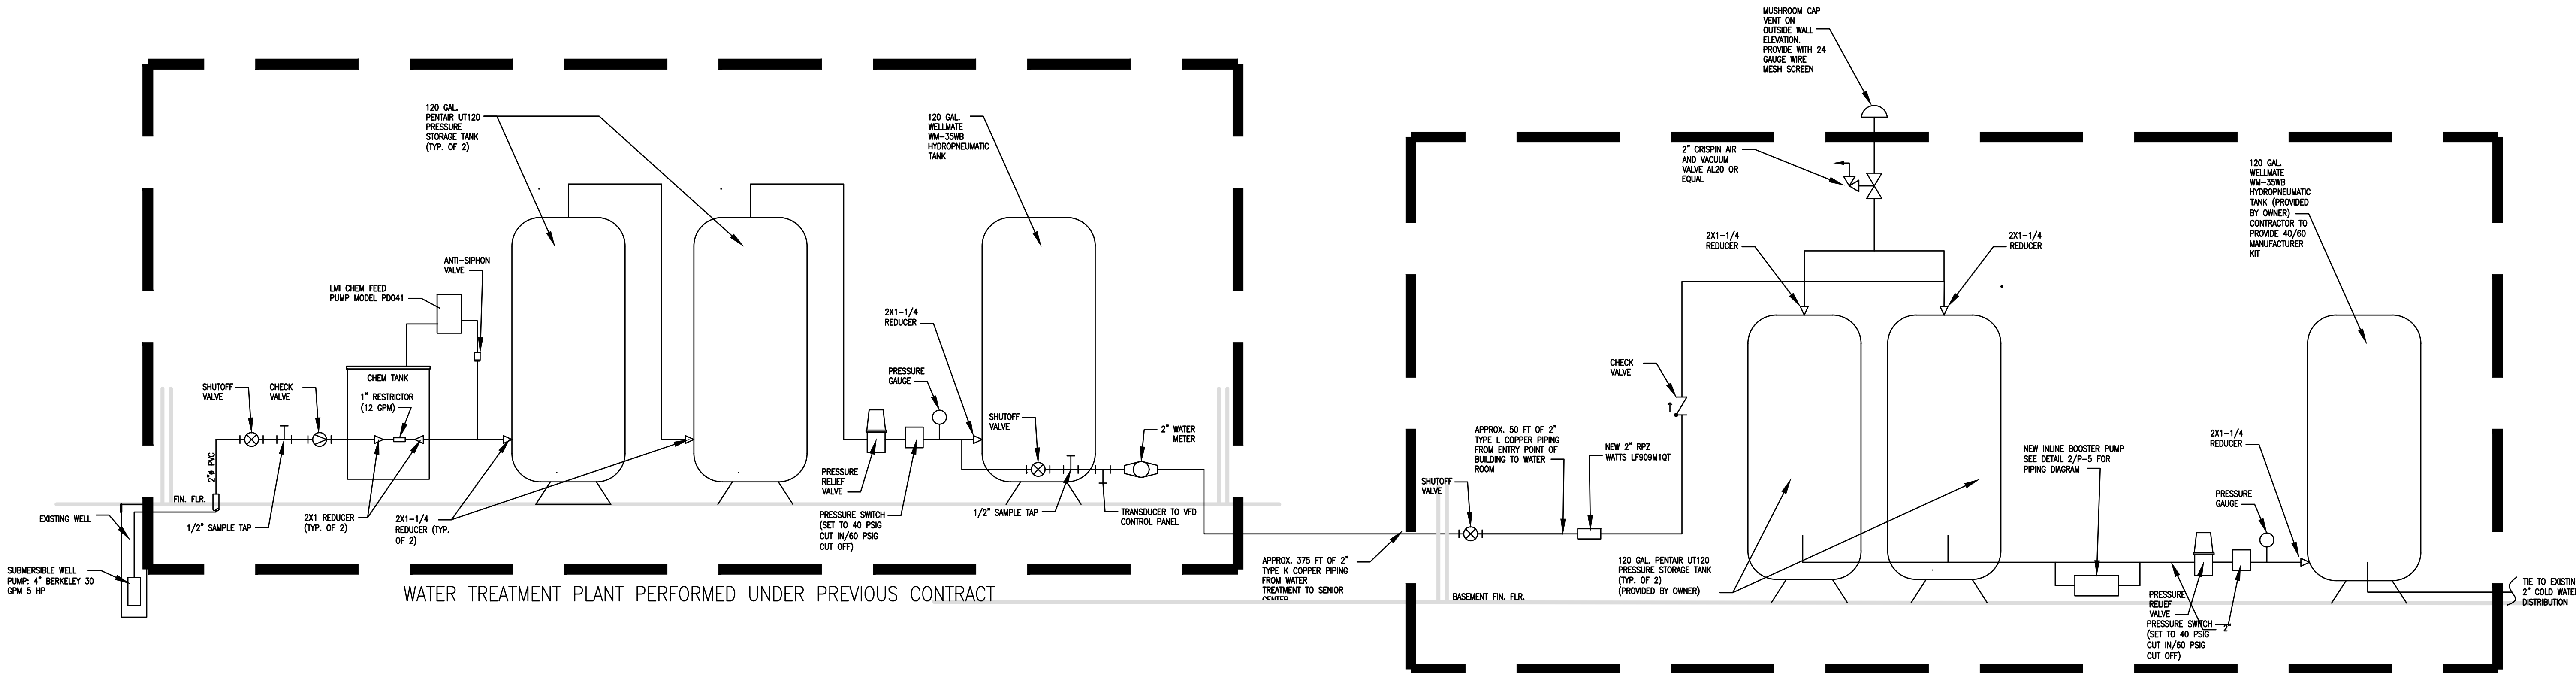 MUSHROOM CAP
VENT ON
OUTSIDE WALL
ELEVATION.
PROVIDE WITH 24
GAUGE WIRE
MESH SCREEN
120 GAL.
PENTAIR UT120
PRESSURE
STORAGE TANK
(TYP. OF 2)
120 GAL.
WELLMATE
WM-35WB
HYDROPNEUMATIC
TANK
2" CRISPIN AIR
AND VACUUM
VALVE AL20 OR
EQUAL
120 GAL.
WELLMATE
WM-35WB
HYDROPNEUMATIC
TANK (PROVIDED
BY OWNER)
CONTRACTOR TO
PROVIDE 40/60
MANUFACTURER
KIT
2X1-1/4
REDUCER
2X1-1/4
REDUCER
ANTI-SIPHON
VALVE
LMI CHEM FEED
PUMP MODEL PD041
2X1-1/4
REDUCER
CHECK
VALVE
PRESSURE
GAUGE
SHUTOFF
VALVE
CHECK
VALVE
CHEM TANK
1" RESTRICTOR
(12 GPM)
SHUTOFF
VALVE
2" WATER
METER
2"ø PVC
FIN. FLR.
EXISTING WELL
1/2" SAMPLE TAP
2X1 REDUCER
(TYP. OF 2)
2X1-1/4
REDUCER (TYP.
OF 2)
PRESSURE
RELIEF
VALVE
PRESSURE SWITCH
(SET TO 40 PSIG
CUT IN/60 PSIG
CUT OFF)
1/2" SAMPLE TAP
TRANSDUCER TO VFD
CONTROL PANEL
SUBMERSIBLE WELL
PUMP: 4" BERKELEY 30
GPM 5 HP
WATER TREATMENT PLANT PERFORMED UNDER PREVIOUS CONTRACT
APPROX. 375 FT OF 2"
TYPE K COPPER PIPING
FROM WATER
TREATMENT TO SENIOR
CENTER
SHUTOFF
VALVE
APPROX. 50 FT OF 2"
TYPE L COPPER PIPING
FROM ENTRY POINT OF
BUILDING TO WATER
ROOM
NEW 2" RPZ
WATTS LF909M1QT
BASEMENT FIN. FLR.
120 GAL. PENTAIR UT120
PRESSURE STORAGE TANK
(TYP. OF 2)
(PROVIDED BY OWNER)
NEW INLINE BOOSTER PUMP
SEE DETAIL 2/P-5 FOR
PIPING DIAGRAM
2X1-1/4
REDUCER
PRESSURE
GAUGE
PRESSURE
RELIEF
VALVE
PRESSURE SWITCH
(SET TO 40 PSIG
CUT IN/60 PSIG
CUT OFF)
2"
TIE TO EXISTIN
2" COLD WATER
DISTRIBUTION